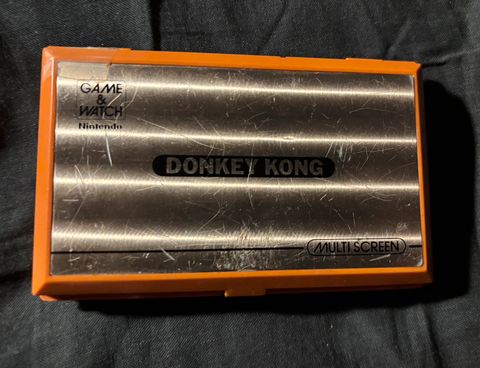 GAME
&
WATCH
Nintendo
DONKEY KONG
MULTI SCREEN